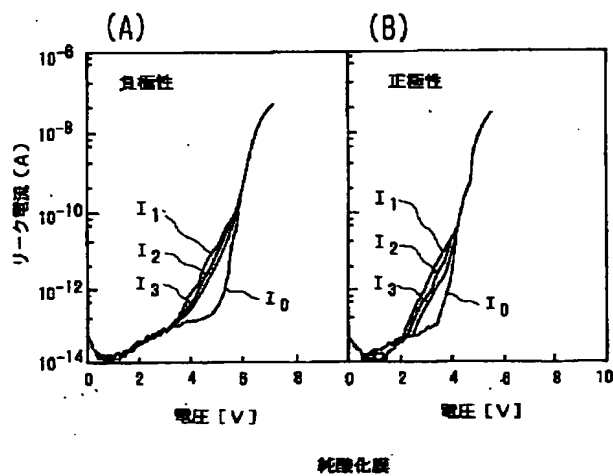 (A) (B)
負極性 正極性
リーク電流(A)
10-6
10-8
10-10
10-12
10-14
I1 I2 I3 I0
I1 I2 I3 I0
0 2 4 6 8 0 2 4 6 8 10
電圧[V] 電圧[V]
純酸化膜